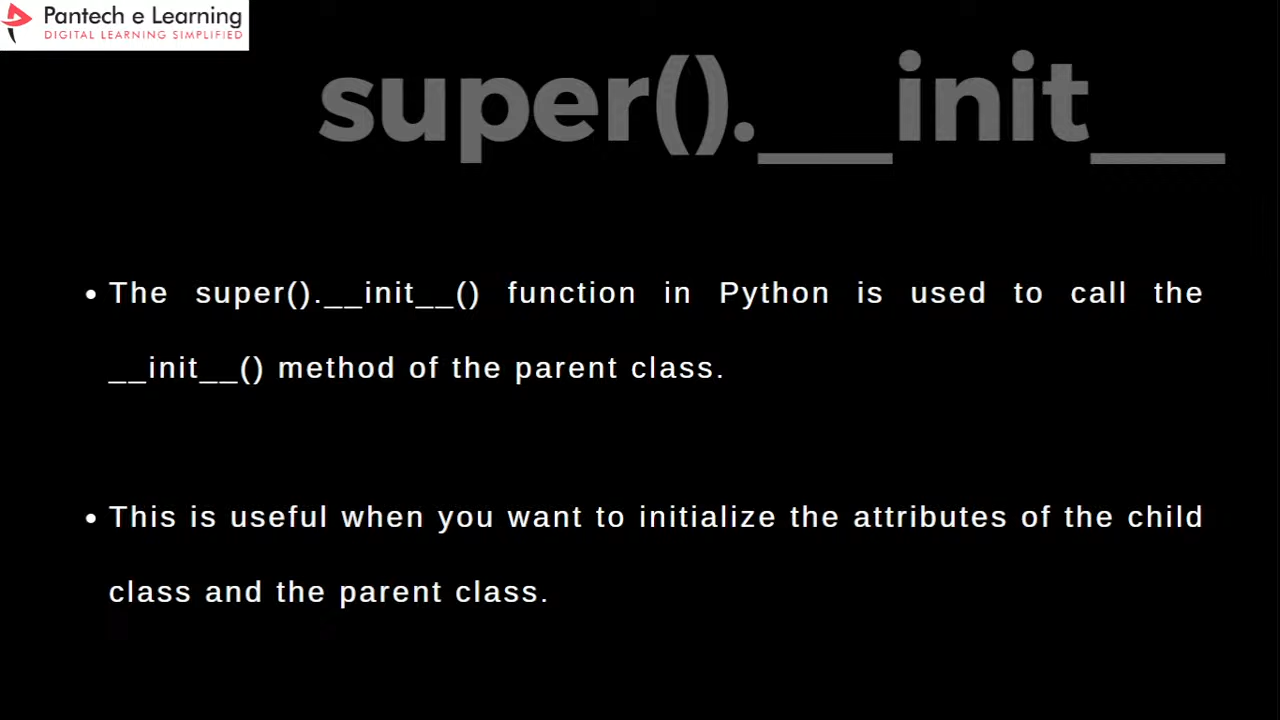 Pantech e Learning
DIGITAL LEARNING SIMPLIFIED
super().__init__
• The super().__init__() function in Python is used to call the
__init__() method of the parent class.
• This is useful when you want to initialize the attributes of the child
class and the parent class.